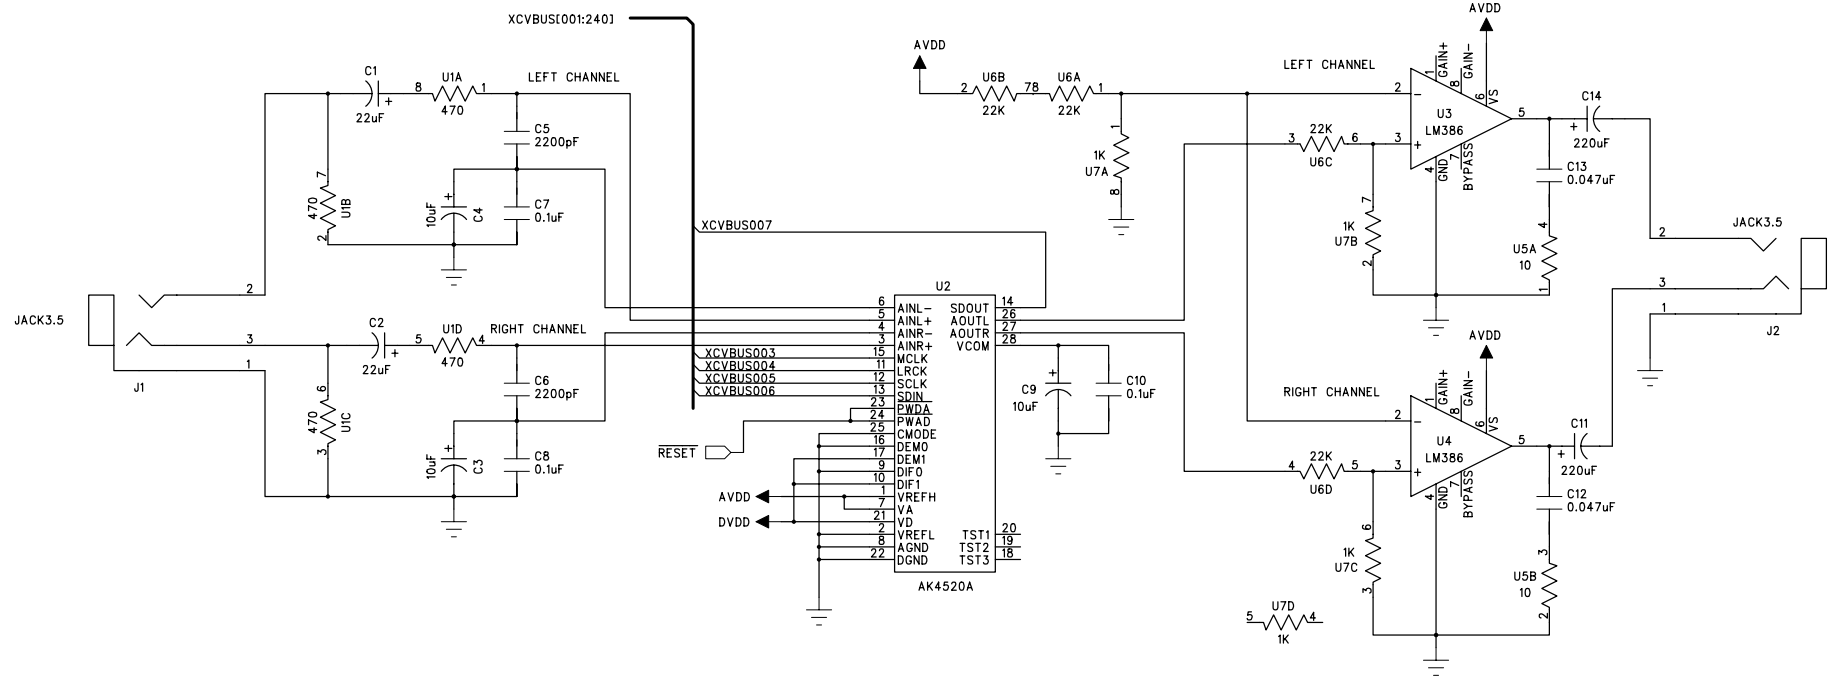 XCVBUS[001:240]
AVDD
AVDD
C1
8 U1A 1
LEFT CHANNEL
+
22uF
470
C5
2200pF
7
470
U1B
2
+
10uF
C4
C7
0.1uF
XCVBUS007
2 U6B 7 8 U6A 1
22K 22K
1
1K
U7A
8
LEFT CHANNEL
1 GAIN+
8 GAIN-
6 VS
2 -
U3
LM386
5
3 22K 6
U6C
3 +
4 GND
7 BYPASS
C14
+
220uF
C13
0.047uF
7
1K
U7B
2
4
U5A
10
1
JACK3.5
2
3
1
J2
JACK3.5
2
3
1
J1
C2
5 U1D 4
RIGHT CHANNEL
+
22uF
470
C6
2200pF
6
470
U1C
3
+
10uF
C3
C8
0.1uF
XCVBUS003
XCVBUS004
XCVBUS005
XCVBUS006
RESET
AVDD
DVDD
U2
6 AINL- SDOUT 14
5 AINL+ AOUTL 26
4 AINR- AOUTR 27
3 AINR+ VCOM 28
15 MCLK
11 LRCK
12 SCLK
13 SDIN
23 PWDA
24 PWAD
25 CMODE
16 DEM0
17 DEM1
9 DIF0
10 DIF1
1 VREFH
7 VA
21 VD
2 VREFL TST1 20
8 AGND TST2 19
22 DGND TST3 18
AK4520A
+
C9
10uF
C10
0.1uF
AVDD
RIGHT CHANNEL
1 GAIN+
8 GAIN-
6 VS
2 -
U4
LM386
5
4 22K 5
U6D
3 +
4 GND
7 BYPASS
C11
+
220uF
C12
0.047uF
6
1K
U7C
3
3
U5B
10
2
5 U7D 4
1K